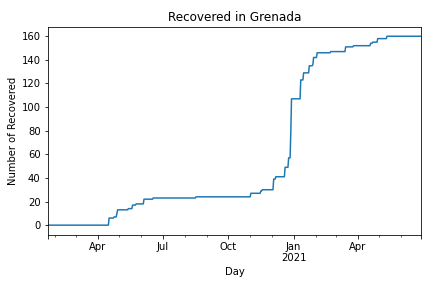 Recovered in Grenada
Number of Recovered
160
140
120
100
80
60
40
20
0
Apr
Jul
Oct
Jan
2021
Apr
Day